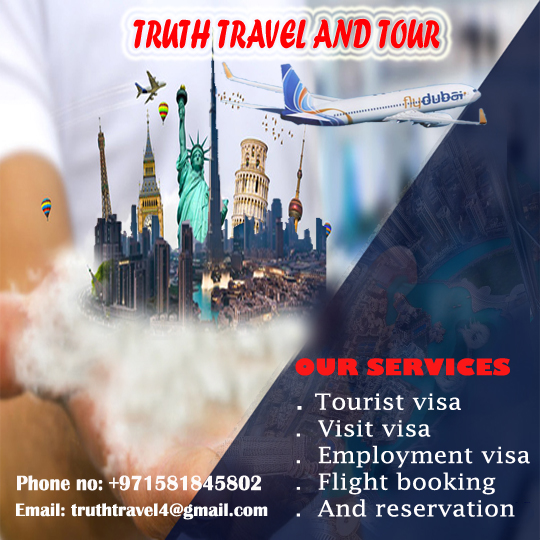 TRUTH TRAVEL AND TOUR
flydubai
OUR SERVICES
. Tourist visa
. Visit visa
. Employment visa
. Flight booking
. And reservation
Phone no: +971581845802
Email: truthtravel4@gmail.com